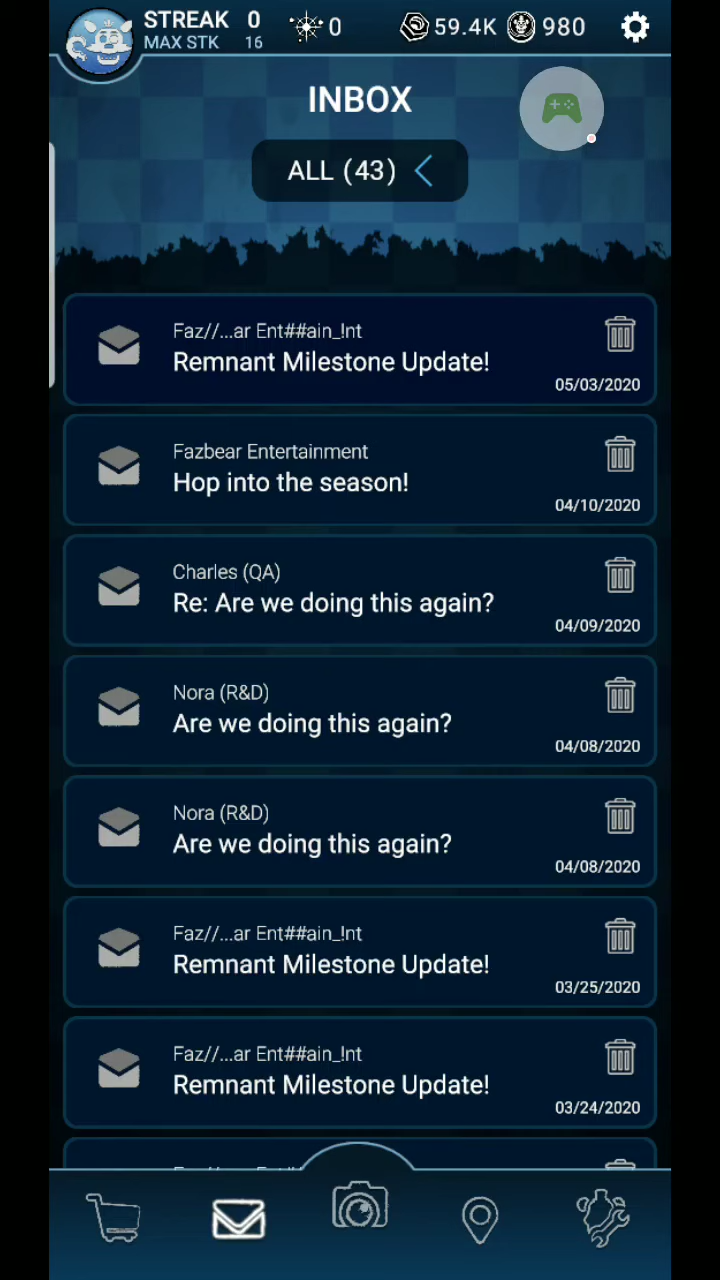 STREAK 0
MAX STK 16
0
59.4K
980
INBOX
ALL (43)
Faz//...ar Ent##ain_!nt
Remnant Milestone Update!
05/03/2020
Fazbear Entertainment
Hop into the season!
04/10/2020
Charles (QA)
Re: Are we doing this again?
04/09/2020
Nora (R&D)
Are we doing this again?
04/08/2020
Nora (R&D)
Are we doing this again?
04/08/2020
Faz//...ar Ent##ain_!nt
Remnant Milestone Update!
03/25/2020
Faz//...ar Ent##ain_!nt
Remnant Milestone Update!
03/24/2020